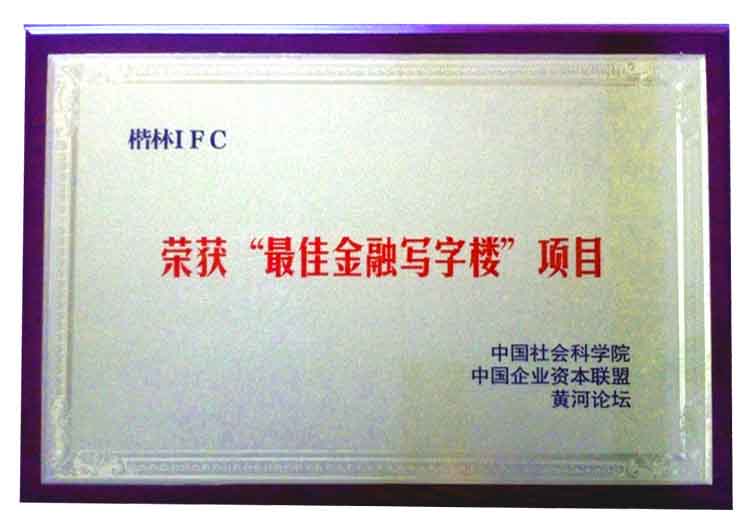 楷林IFC
荣获“最佳金融写字楼”项目
中国社会科学院
中国企业资本联盟
黄河论坛